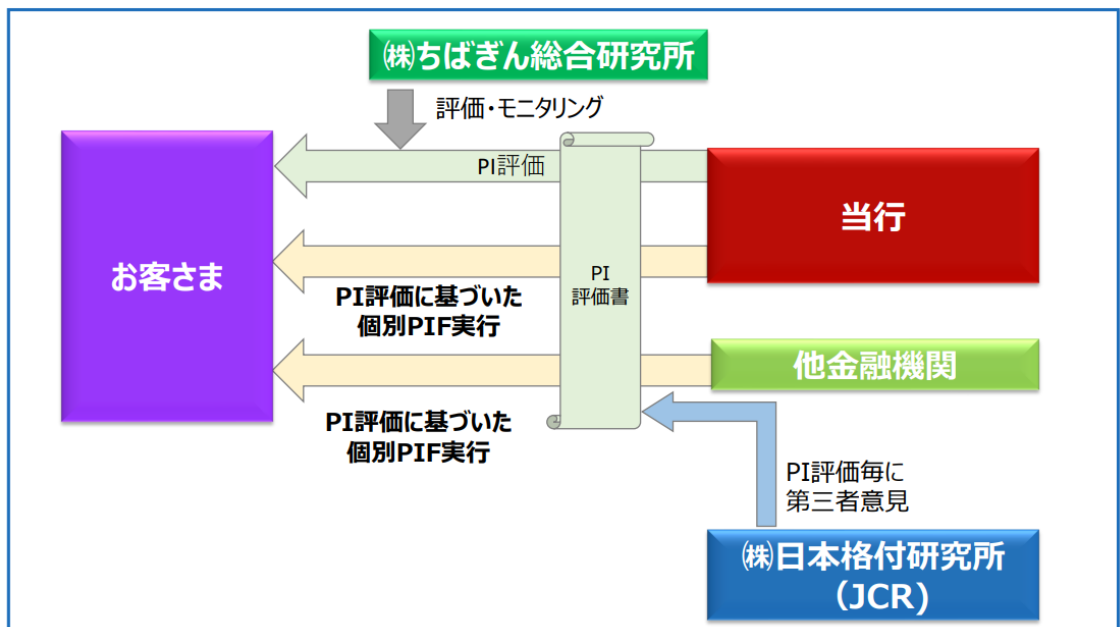 ㈱ちばぎん総合研究所
評価・モニタリング
PI評価
当行
お客さま
PI
評価書
PI評価に基づいた
個別PIF実行
他金融機関
PI評価に基づいた
個別PIF実行
PI評価毎に
第三者意見
㈱日本格付研究所
（JCR）